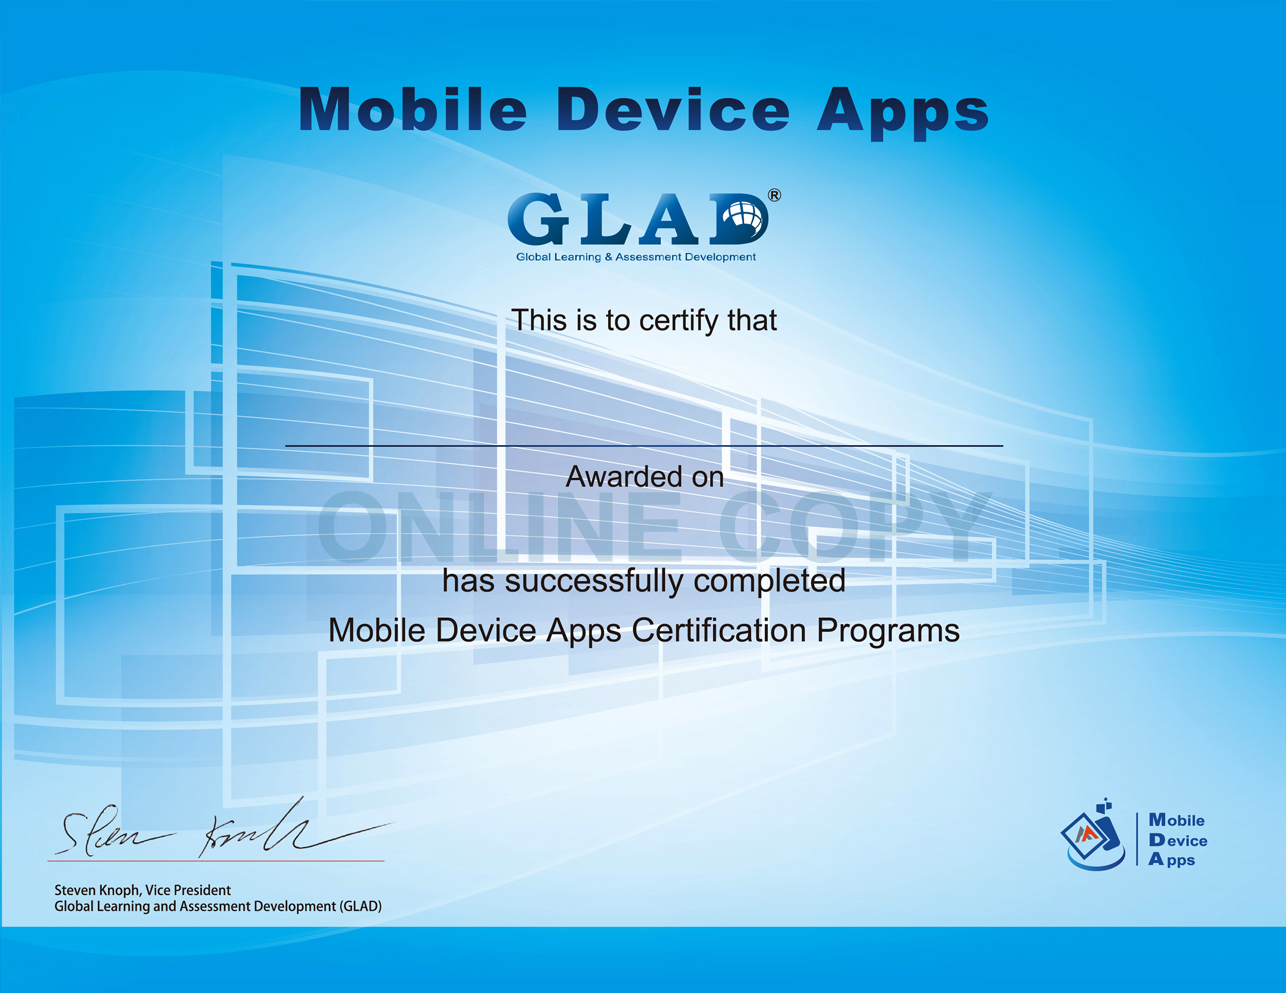 Mobile Device Apps
GLAD®
Global Learning & Assessment Development
This is to certify that
Awarded on
ONLINE COPY
has successfully completed
Mobile Device Apps Certification Programs
Steven Knoph
Steven Knoph, Vice President
Global Learning and Assessment Development (GLAD)
Mobile
Device
Apps